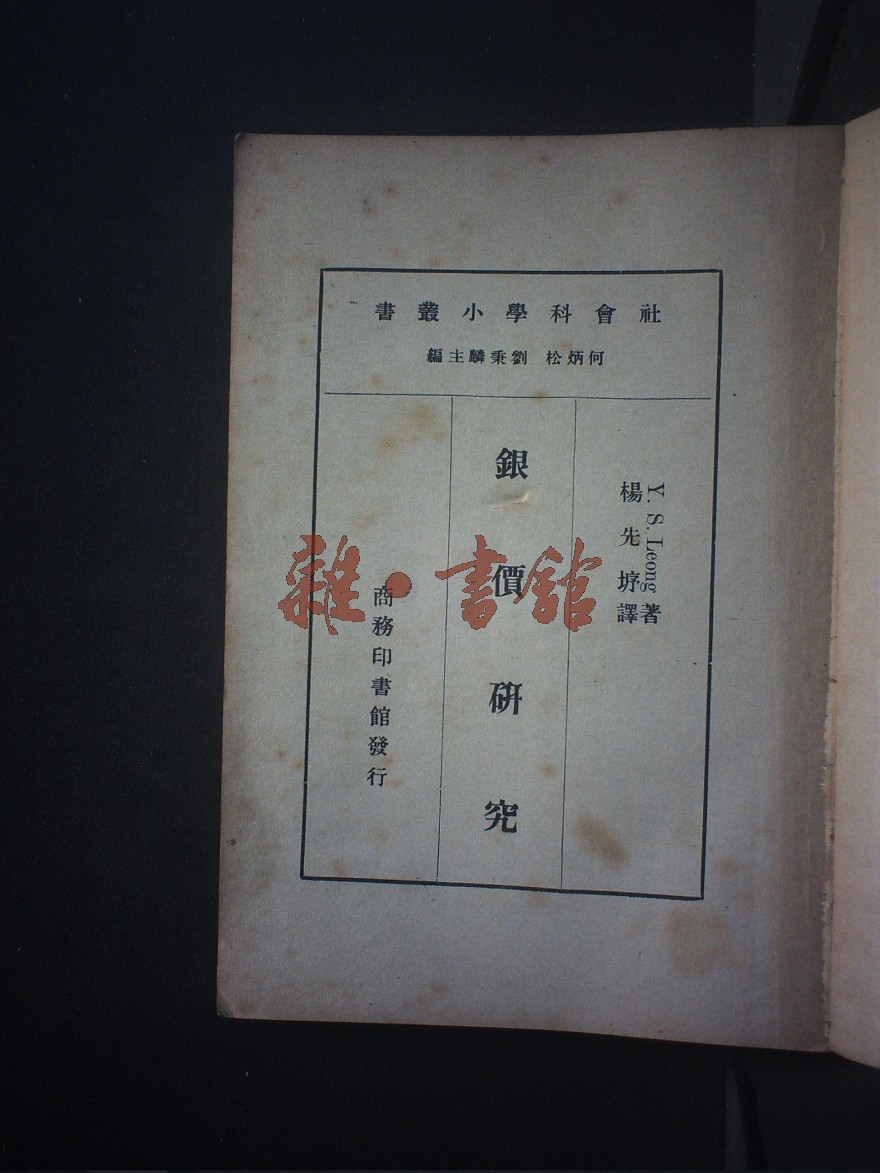 社會科學小叢書
何炳松 劉秉麟主編
Y. S. Leong 著
楊先垿譯
銀價研究
商務印書館發行
雜·書館